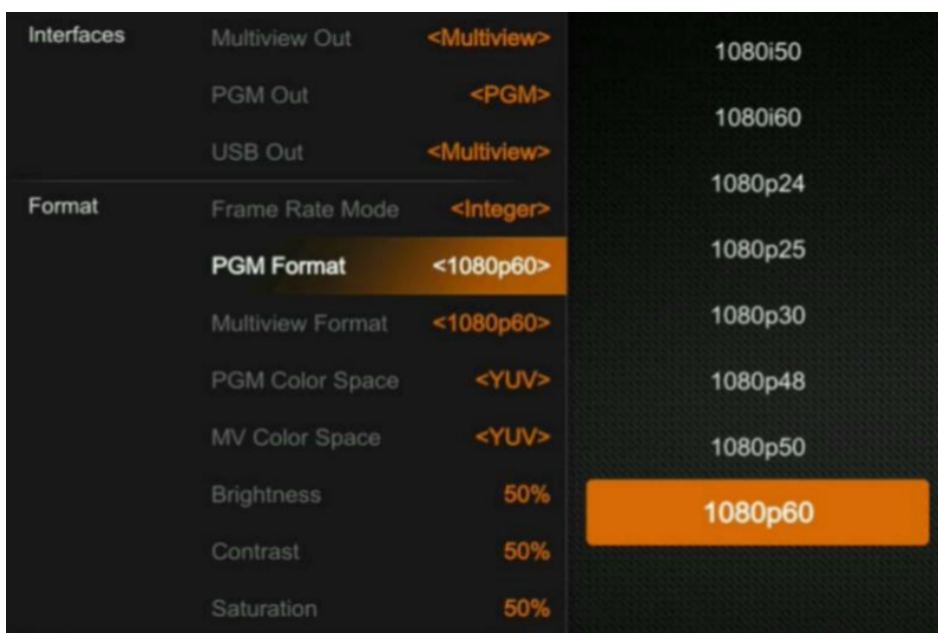 Interfaces
Multiview Out <Multiview>
PGM Out <PGM>
USB Out <Multiview>
Format
Frame Rate Mode <Integer>
PGM Format <1080p60>
Multiview Format <1080p60>
PGM Color Space <YUV>
MV Color Space <YUV>
Brightness 50%
Contrast 50%
Saturation 50%
1080i50
1080i60
1080p24
1080p25
1080p30
1080p48
1080p50
1080p60